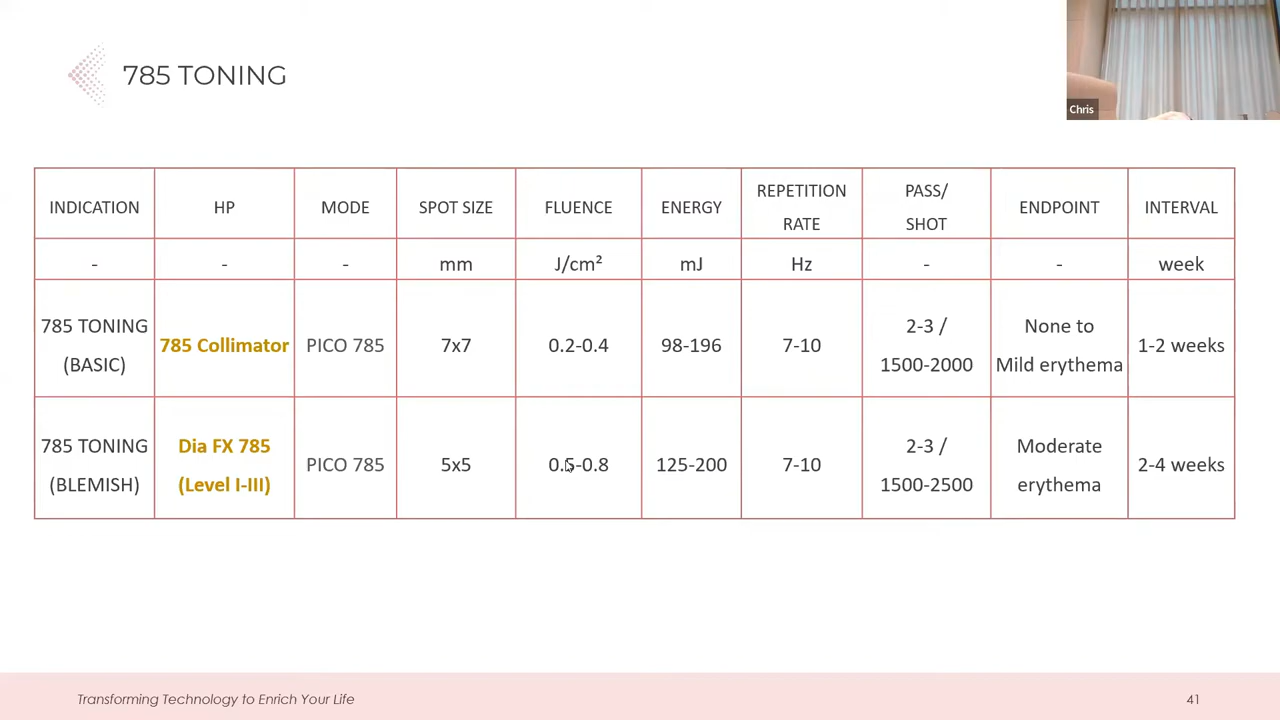 785 TONING
Chris
INDICATION HP MODE SPOT SIZE FLUENCE ENERGY REPETITION RATE PASS/ SHOT ENDPOINT INTERVAL
- - - mm J/cm² mJ Hz - - week
785 TONING (BASIC) 785 Collimator PICO 785 7x7 0.2-0.4 98-196 7-10 2-3 / 1500-2000 None to Mild erythema 1-2 weeks
785 TONING (BLEMISH) Dia FX 785 (Level I-III) PICO 785 5x5 0.5-0.8 125-200 7-10 2-3 / 1500-2500 Moderate erythema 2-4 weeks
Transforming Technology to Enrich Your Life
41